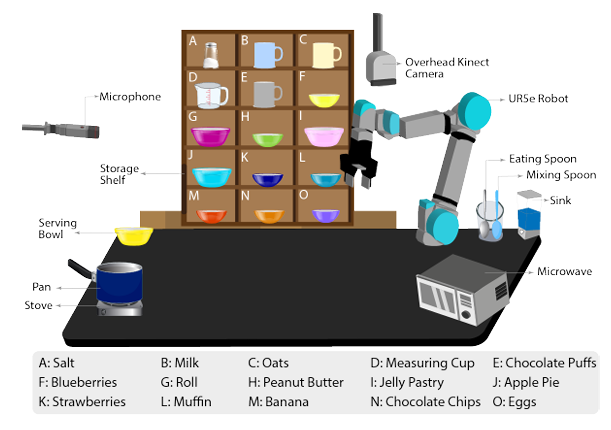 A B C
Overhead Kinect
Camera
D E F
Microphone
UR5e Robot
G H I
Eating Spoon
J K L
Mixing Spoon
Storage
Shelf
Sink
M N O
Serving
Bowl
Microwave
Pan
Stove
A: Salt B: Milk C: Oats D: Measuring Cup E: Chocolate Puffs
F: Blueberries G: Roll H: Peanut Butter I: Jelly Pastry J: Apple Pie
K: Strawberries L: Muffin M: Banana N: Chocolate Chips O: Eggs